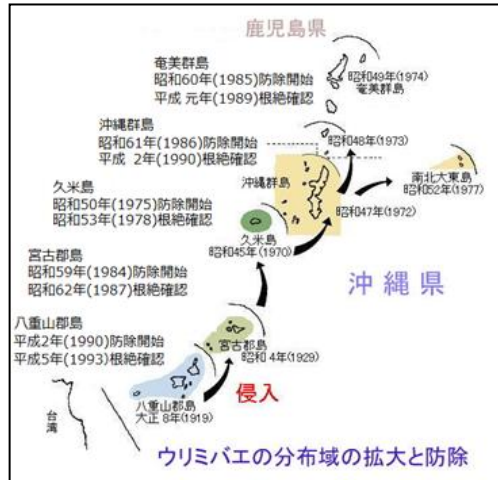 鹿児島県
奄美群島
昭和60年(1985)防除開始
平成 元年(1989)根絶確認
昭和49年(1974)
奄美群島
沖縄群島
昭和61年(1986)防除開始
平成 2年(1990)根絶確認
昭和48年(1973)
南北大東島
昭和52年(1977)
沖縄群島
昭和47年(1972)
久米島
昭和50年(1975)防除開始
昭和53年(1978)根絶確認
久米島
昭和45年(1970)
沖縄県
宮古郡島
昭和59年(1984)防除開始
昭和62年(1987)根絶確認
宮古郡島
昭和 4年(1929)
八重山郡島
平成2年(1990)防除開始
平成5年(1993)根絶確認
侵入
八重山郡島
大正 8年(1919)
台湾
ウリミバエの分布域の拡大と防除